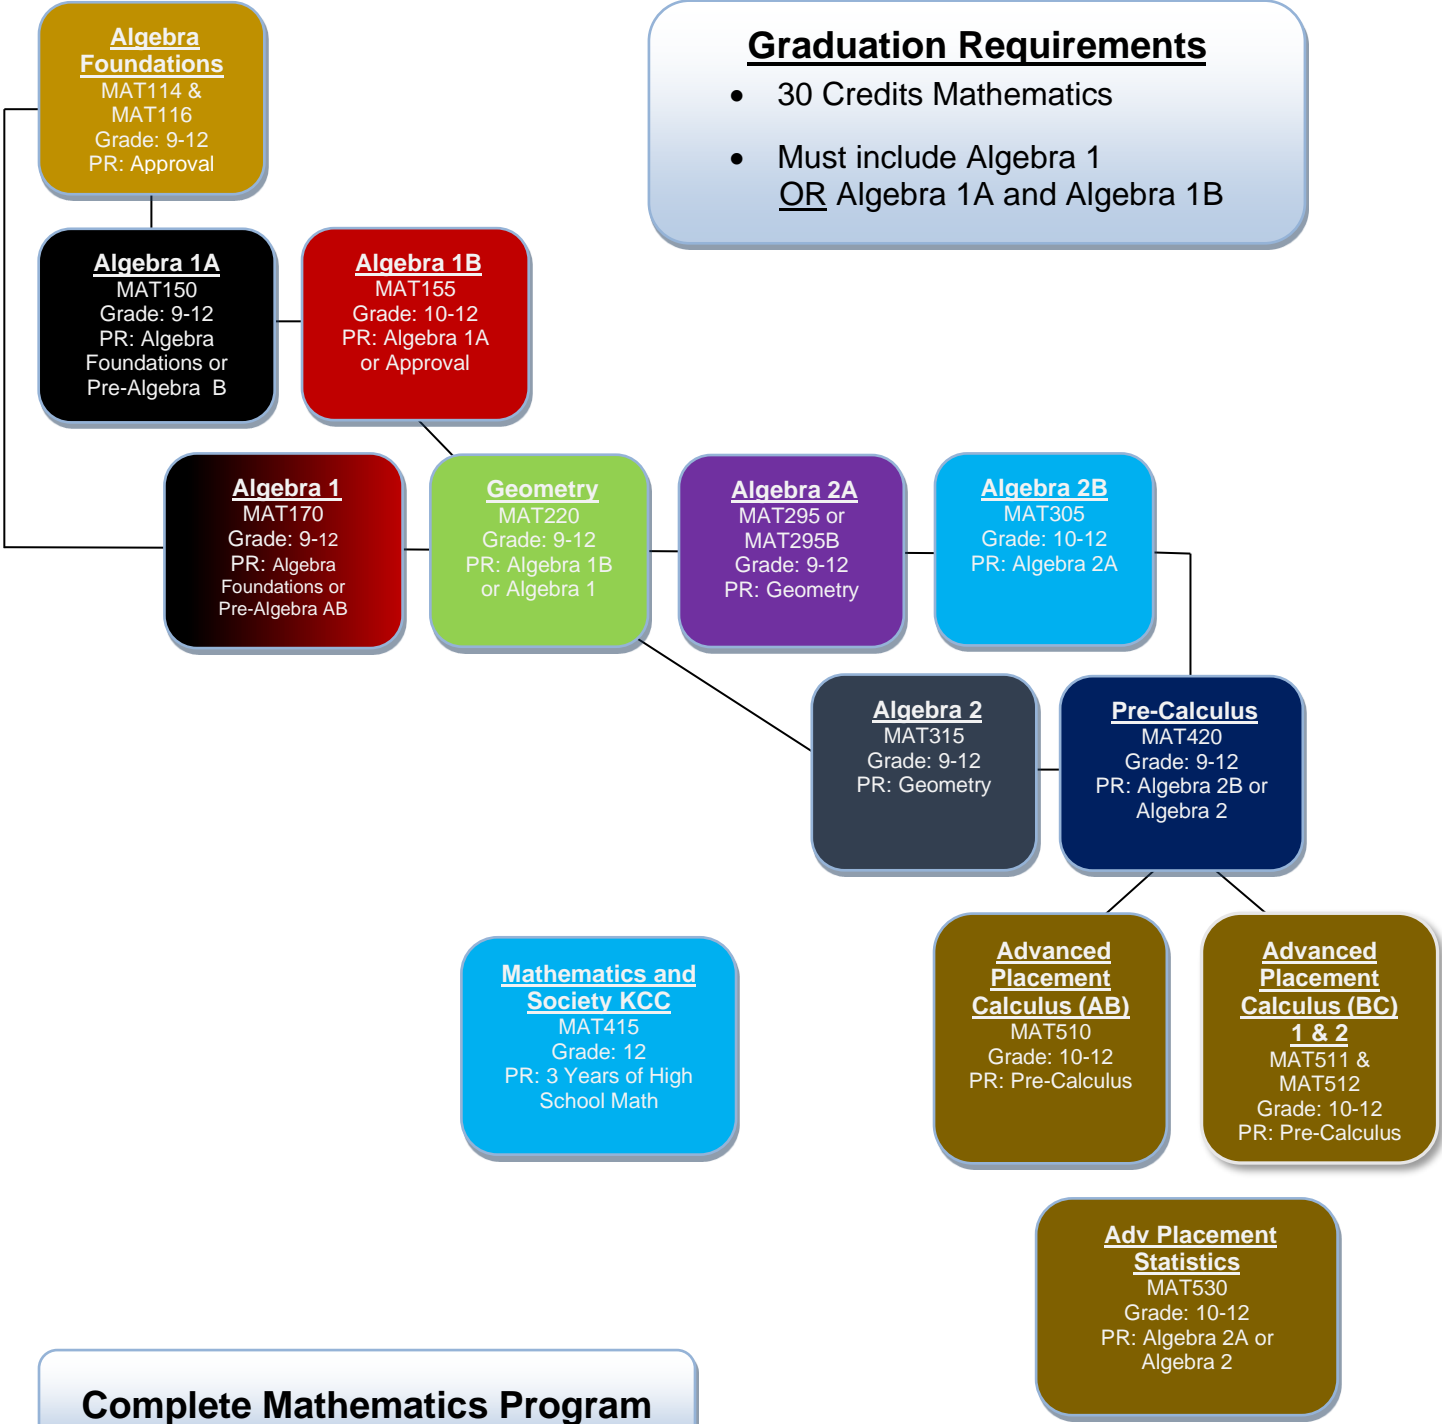 Algebra
Foundations
MAT114 &
MAT116
Grade: 9-12
PR: Approval
Graduation Requirements
• 30 Credits Mathematics
• Must include Algebra 1
OR Algebra 1A and Algebra 1B
Algebra 1A
MAT150
Grade: 9-12
PR: Algebra
Foundations or
Pre-Algebra B
Algebra 1B
MAT155
Grade: 10-12
PR: Algebra 1A
or Approval
Algebra 1
MAT170
Grade: 9-12
PR: Algebra
Foundations or
Pre-Algebra AB
Geometry
MAT220
Grade: 9-12
PR: Algebra 1B
or Algebra 1
Algebra 2A
MAT295 or
MAT295B
Grade: 9-12
PR: Geometry
Algebra 2B
MAT305
Grade: 10-12
PR: Algebra 2A
Algebra 2
MAT315
Grade: 9-12
PR: Geometry
Pre-Calculus
MAT420
Grade: 9-12
PR: Algebra 2B or
Algebra 2
Mathematics and
Society KCC
MAT415
Grade: 12
PR: 3 Years of High
School Math
Advanced
Placement
Calculus (AB)
MAT510
Grade: 10-12
PR: Pre-Calculus
Advanced
Placement
Calculus (BC)
1 & 2
MAT511 &
MAT512
Grade: 10-12
PR: Pre-Calculus
Adv Placement
Statistics
MAT530
Grade: 10-12
PR: Algebra 2A or
Algebra 2
Complete Mathematics Program